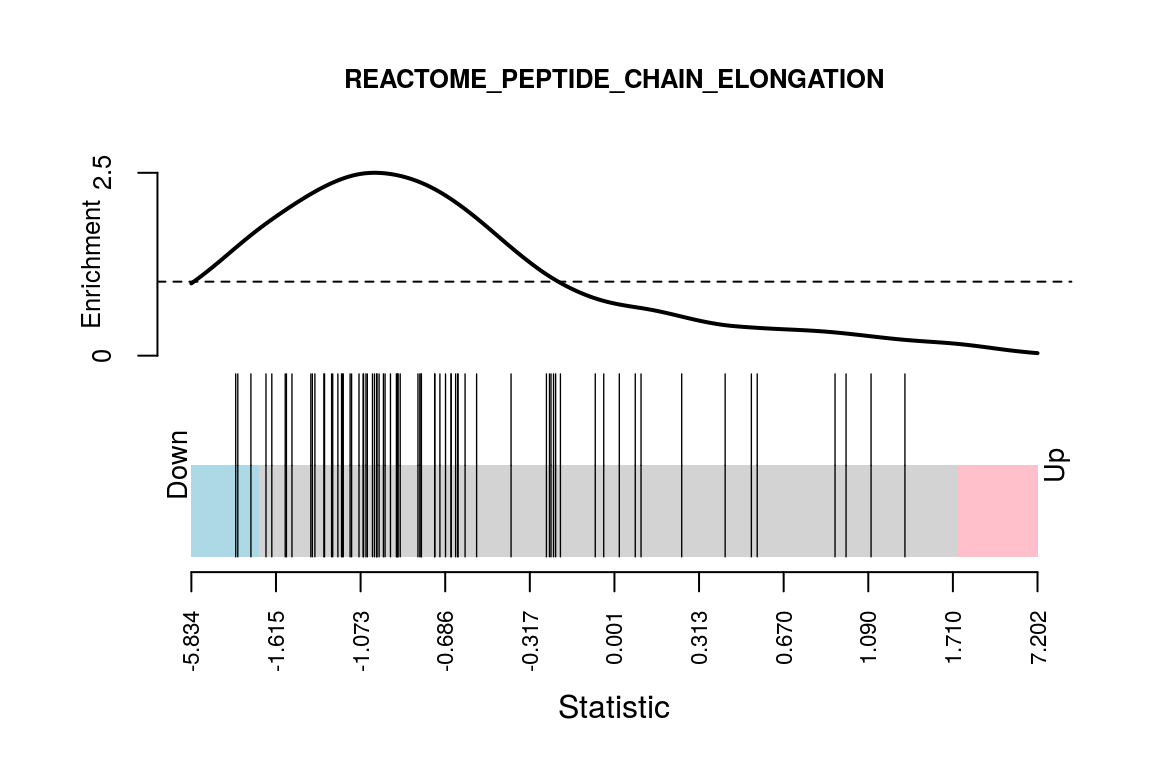 REACTOME_PEPTIDE_CHAIN_ELONGATION
Enrichment
2.5
0
Down
Up
-5.834
-1.615
-1.073
-0.686
-0.317
0.001
0.313
0.670
1.090
1.710
7.202
Statistic